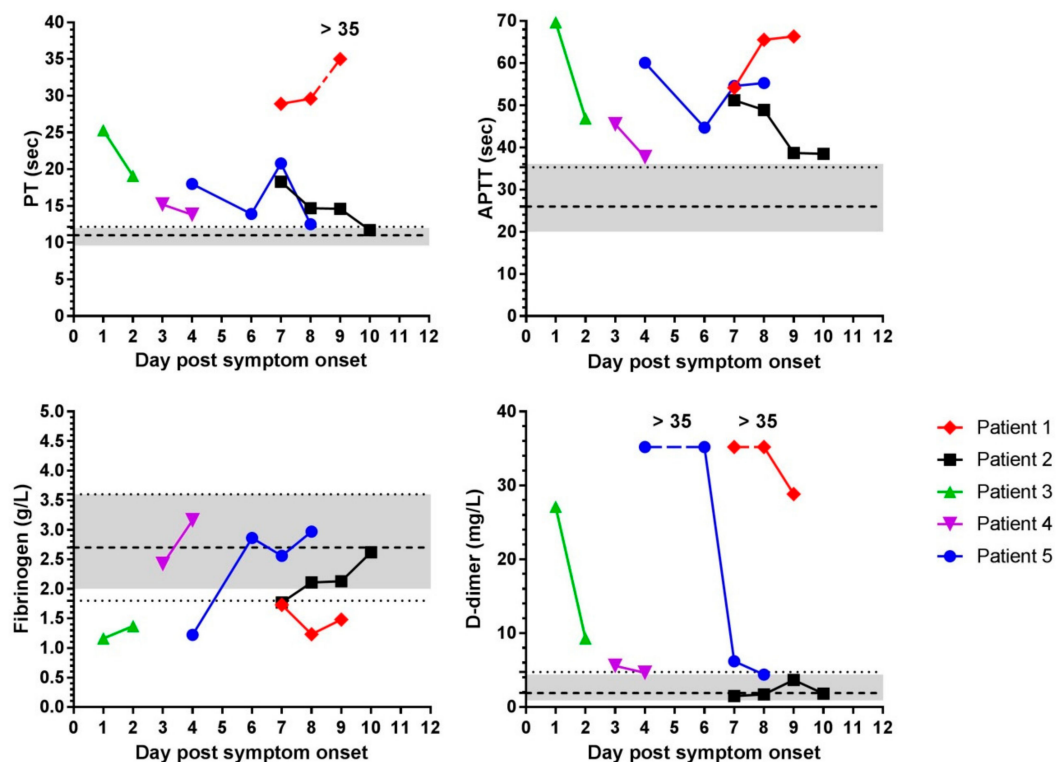 PT (sec)
40
35
30
25
20
15
10
5
0
> 35
0 1 2 3 4 5 6 7 8 9 10 11 12
Day post symptom onset
APTT (sec)
70
60
50
40
30
20
10
0
0 1 2 3 4 5 6 7 8 9 10 11 12
Day post symptom onset
Fibrinogen (g/L)
5.0
4.5
4.0
3.5
3.0
2.5
2.0
1.5
1.0
0.5
0.0
0 1 2 3 4 5 6 7 8 9 10 11 12
Day post symptom onset
D-dimer (mg/L)
40
30
20
10
0
> 35 > 35
0 1 2 3 4 5 6 7 8 9 10 11 12
Day post symptom onset
Patient 1
Patient 2
Patient 3
Patient 4
Patient 5